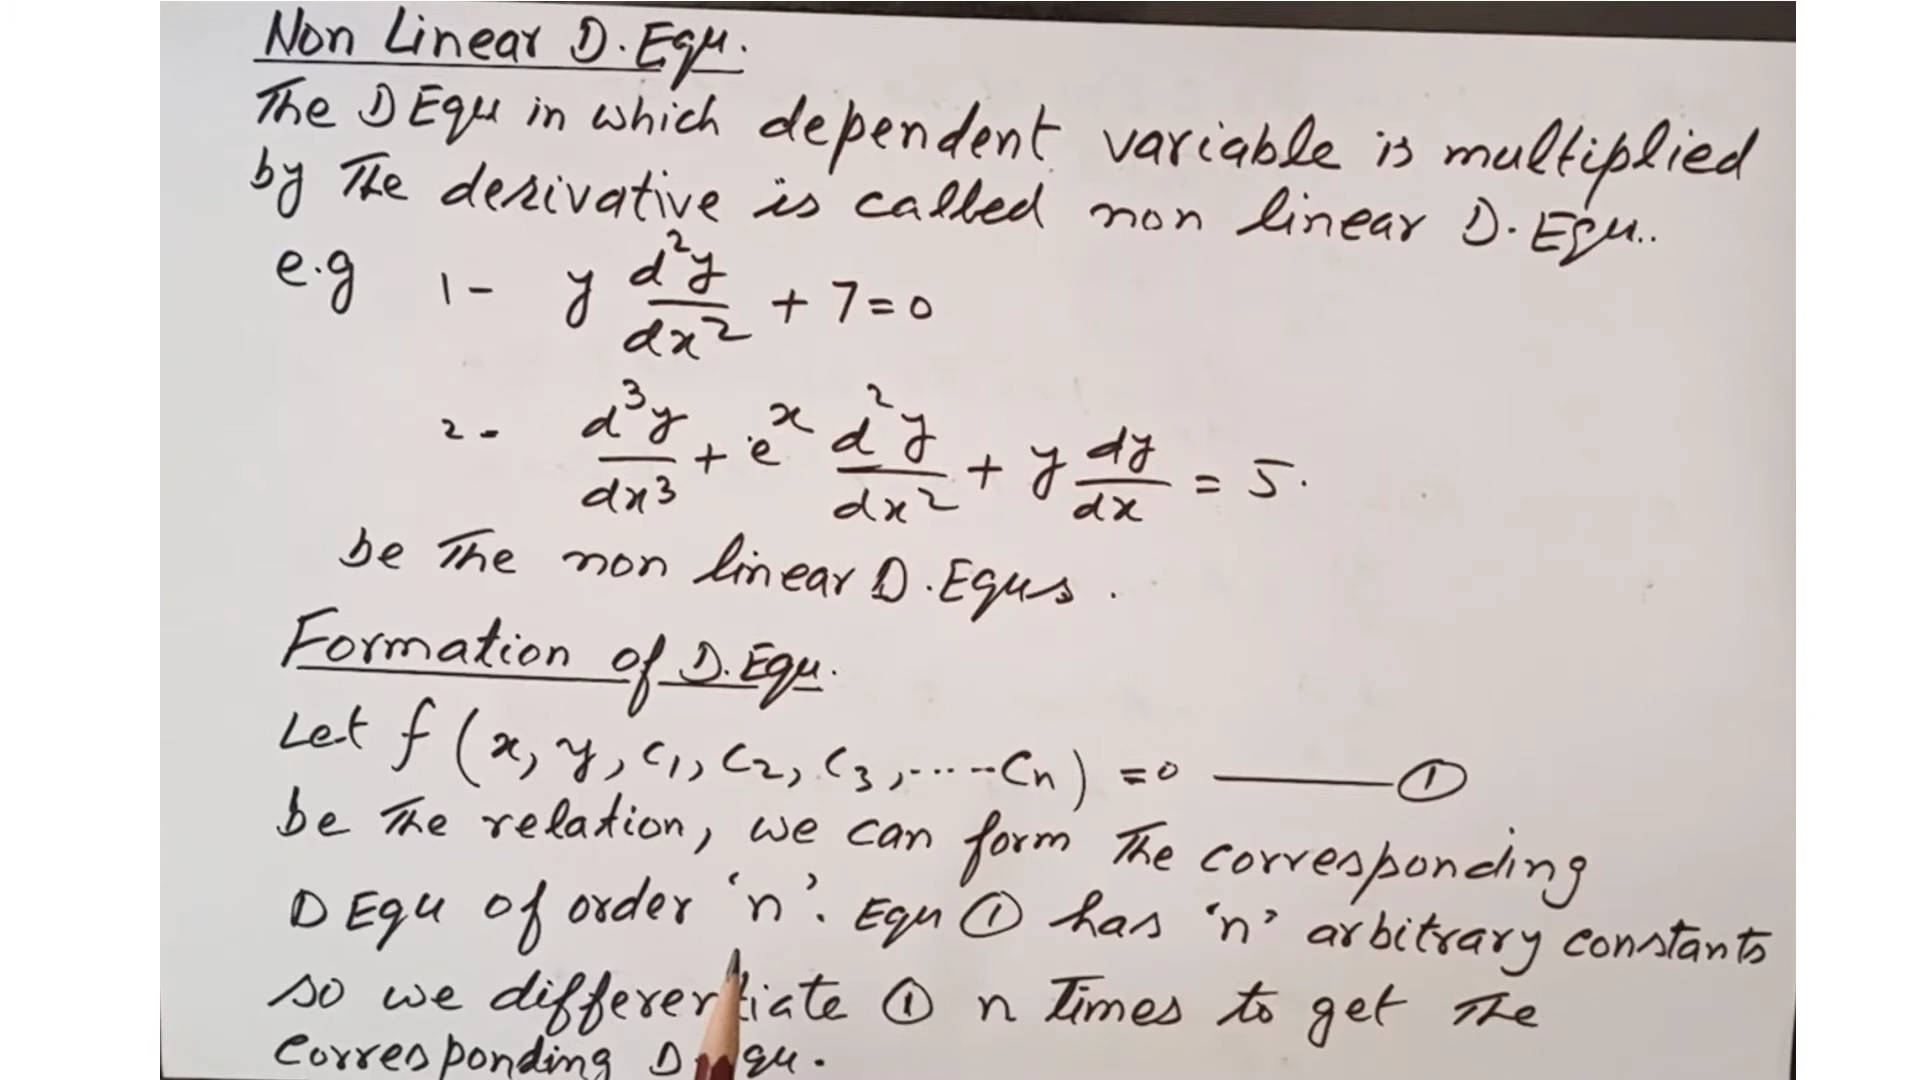 Non Linear D. Equ.
The D Equ in which dependent variable is multiplied
by the derivative is called non linear D. Equ..
e.g 1- y d²y/dx² + 7 = 0
2- d³y/dx³ + e^x d²y/dx² + y dy/dx = 5.
be the non linear D. Equs.
Formation of D. Equ.
Let f (x, y, c₁, c₂, c₃, ..... cₙ) = 0 ——— ①
be the relation, we can form the corresponding
D Equ of order 'n'. Equ ① has 'n' arbitrary constants
so we differentiate ① n times to get the
corresponding D Equ.